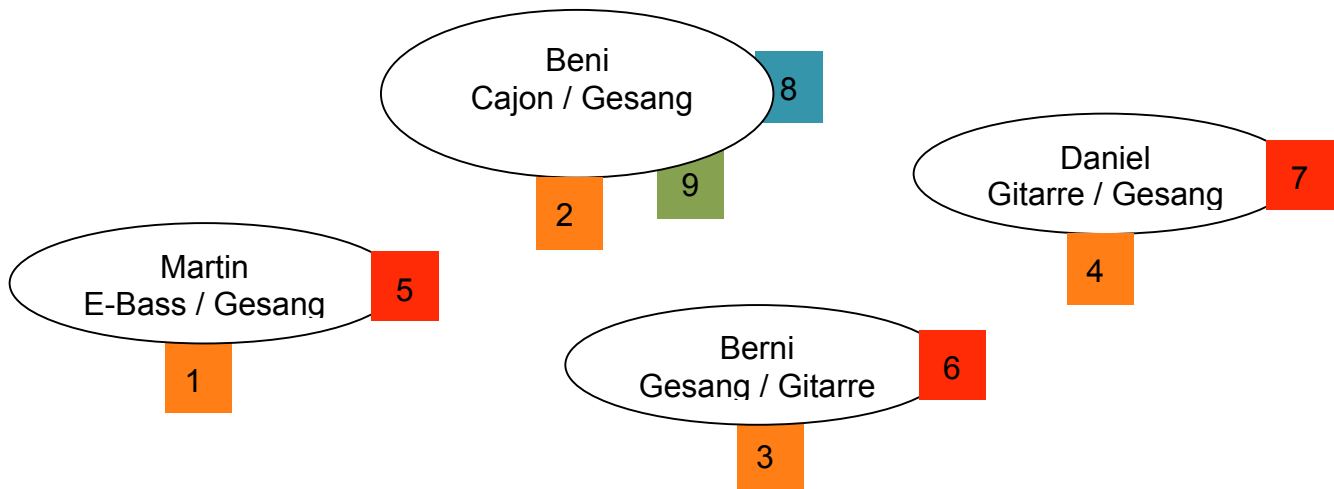 Beni
Cajon / Gesang
8
9
2
Daniel
Gitarre / Gesang
7
4
Martin
E-Bass / Gesang
5
1
Berni
Gesang / Gitarre
6
3